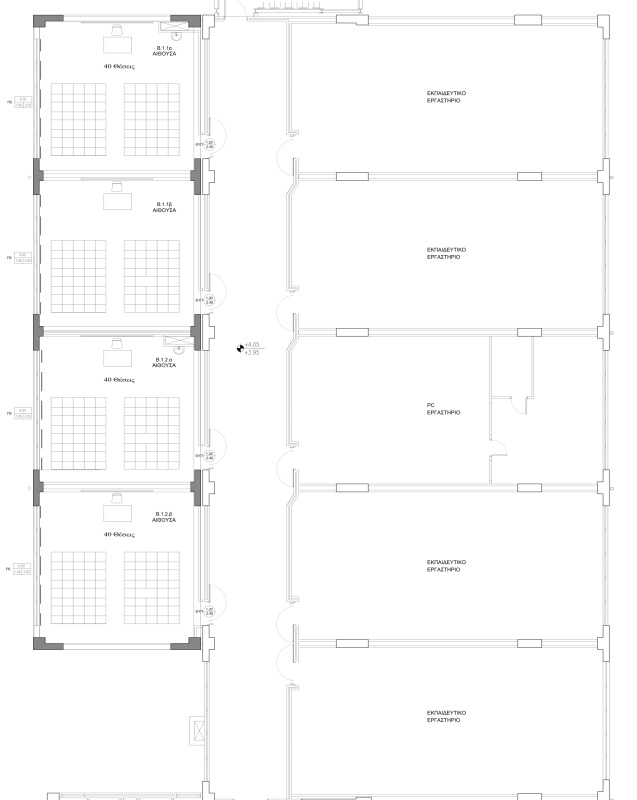 Β.1.1α
ΑΙΘΟΥΣΑ
40 Θέσεις
ΕΚΠΑΙΔΕΥΤΙΚΟ
ΕΡΓΑΣΤΗΡΙΟ
Β.1.1β
ΑΙΘΟΥΣΑ
ΕΚΠΑΙΔΕΥΤΙΚΟ
ΕΡΓΑΣΤΗΡΙΟ
+4.05
+3.95
Β.1.2.α
ΑΙΘΟΥΣΑ
40 Θέσεις
PC
ΕΡΓΑΣΤΗΡΙΟ
Β.1.2.β
ΑΙΘΟΥΣΑ
40 Θέσεις
ΕΚΠΑΙΔΕΥΤΙΚΟ
ΕΡΓΑΣΤΗΡΙΟ
ΕΚΠΑΙΔΕΥΤΙΚΟ
ΕΡΓΑΣΤΗΡΙΟ